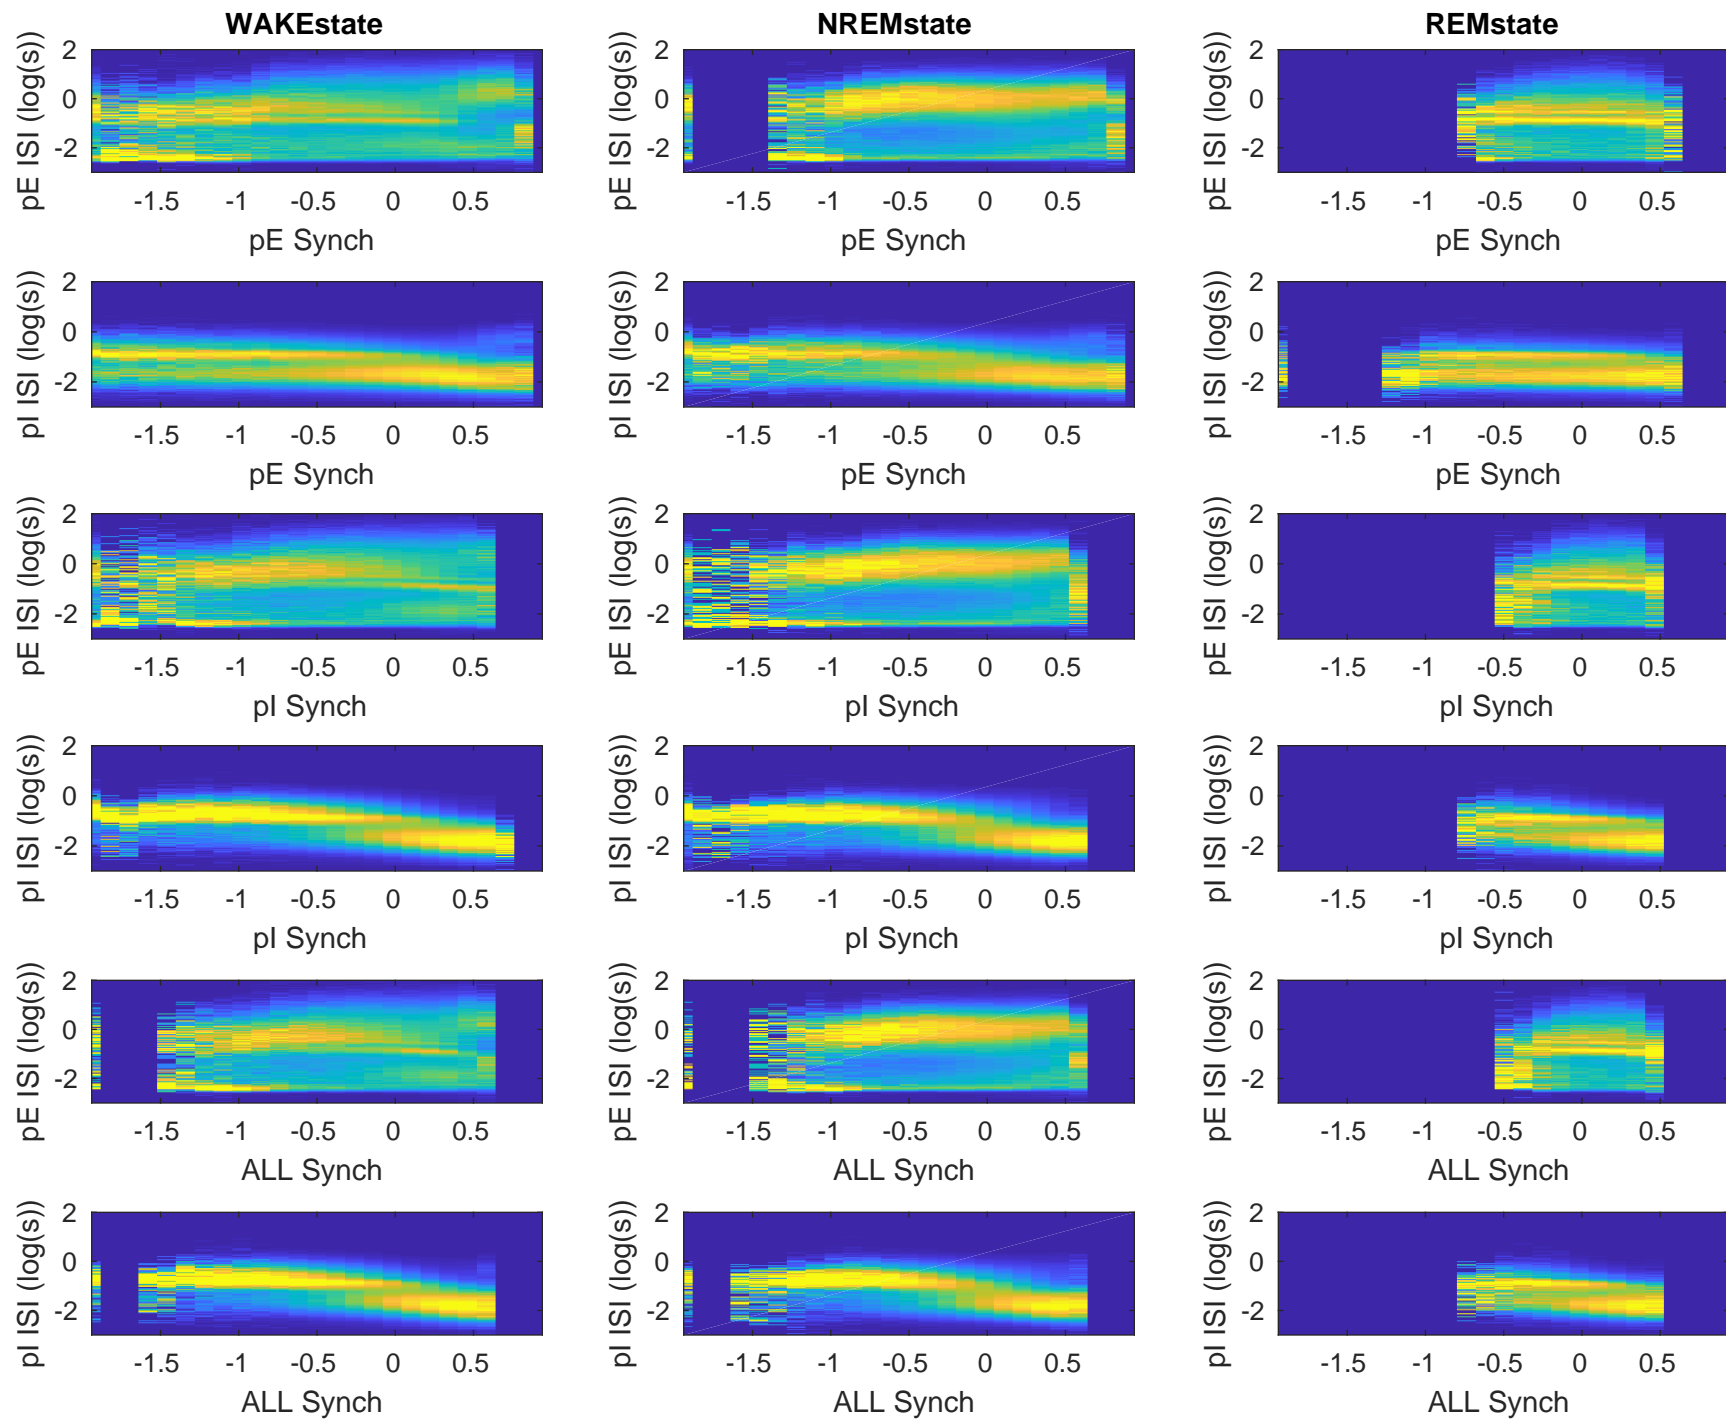 WAKEstate NREMstate REMstate
pE ISI (log(s)) 2 0 -2 pE ISI (log(s)) 2 0 -2 pE ISI (log(s)) 2 0 -2
-1.5 -1 -0.5 0 0.5 -1.5 -1 -0.5 0 0.5 -1.5 -1 -0.5 0 0.5
pE Synch pE Synch pE Synch
pI ISI (log(s)) 2 0 -2 pI ISI (log(s)) 2 0 -2 pI ISI (log(s)) 2 0 -2
-1.5 -1 -0.5 0 0.5 -1.5 -1 -0.5 0 0.5 -1.5 -1 -0.5 0 0.5
pE Synch pE Synch pE Synch
pE ISI (log(s)) 2 0 -2 pE ISI (log(s)) 2 0 -2 pE ISI (log(s)) 2 0 -2
-1.5 -1 -0.5 0 0.5 -1.5 -1 -0.5 0 0.5 -1.5 -1 -0.5 0 0.5
pI Synch pI Synch pI Synch
pI ISI (log(s)) 2 0 -2 pI ISI (log(s)) 2 0 -2 pI ISI (log(s)) 2 0 -2
-1.5 -1 -0.5 0 0.5 -1.5 -1 -0.5 0 0.5 -1.5 -1 -0.5 0 0.5
pI Synch pI Synch pI Synch
pE ISI (log(s)) 2 0 -2 pE ISI (log(s)) 2 0 -2 pE ISI (log(s)) 2 0 -2
-1.5 -1 -0.5 0 0.5 -1.5 -1 -0.5 0 0.5 -1.5 -1 -0.5 0 0.5
ALL Synch ALL Synch ALL Synch
pI ISI (log(s)) 2 0 -2 pI ISI (log(s)) 2 0 -2 pI ISI (log(s)) 2 0 -2
-1.5 -1 -0.5 0 0.5 -1.5 -1 -0.5 0 0.5 -1.5 -1 -0.5 0 0.5
ALL Synch ALL Synch ALL Synch